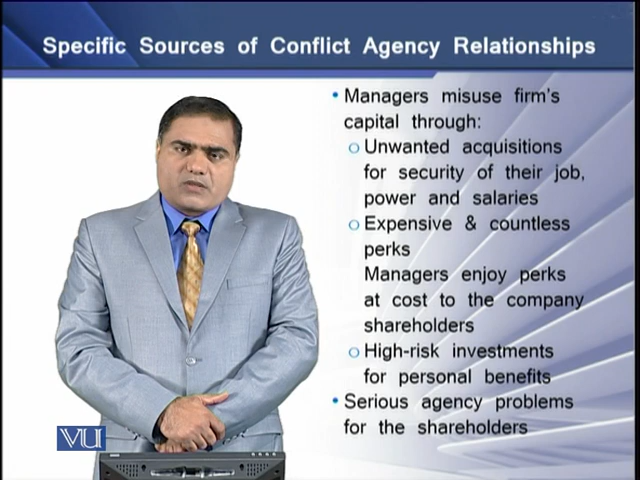 Specific Sources of Conflict Agency Relationships
• Managers misuse firm's
capital through:
o Unwanted acquisitions
for security of their job,
power and salaries
o Expensive & countless
perks
Managers enjoy perks
at cost to the company
shareholders
o High-risk investments
for personal benefits
• Serious agency problems
for the shareholders
VU